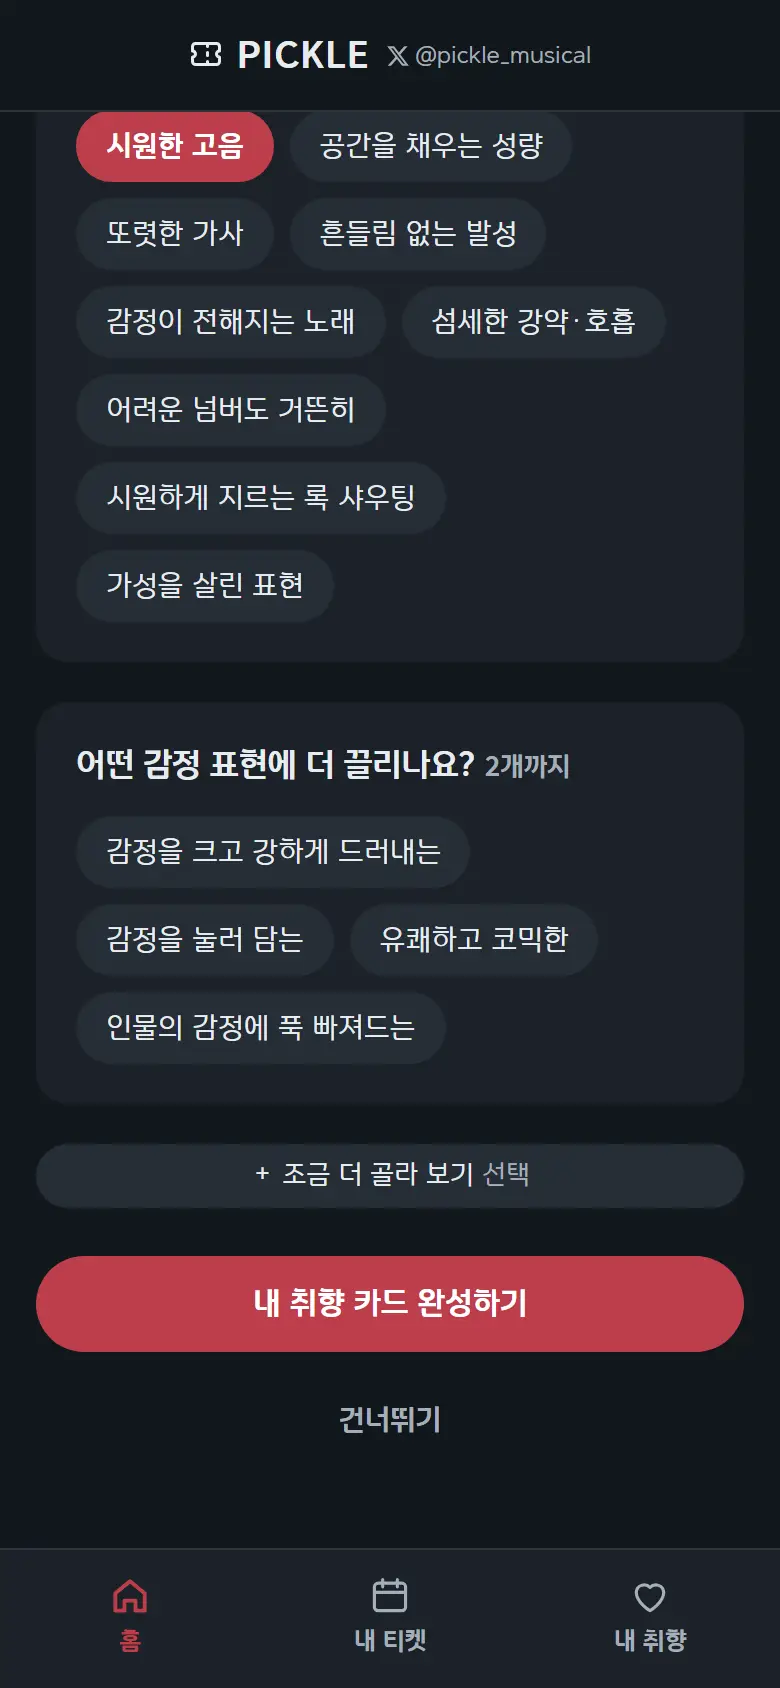 PICKLE @pickle_musical
시원한 고음 공간을 채우는 성량
또렷한 가사 흔들림 없는 발성
감정이 전해지는 노래 섬세한 강약·호흡
어려운 넘버도 거뜬히
시원하게 지르는 록 샤우팅
가성을 살린 표현
어떤 감정 표현에 더 끌리나요? 2개까지
감정을 크고 강하게 드러내는
감정을 눌러 담는 유쾌하고 코믹한
인물의 감정에 푹 빠져드는
+ 조금 더 골라 보기 선택
내 취향 카드 완성하기
건너뛰기
홈 내 티켓 내 취향